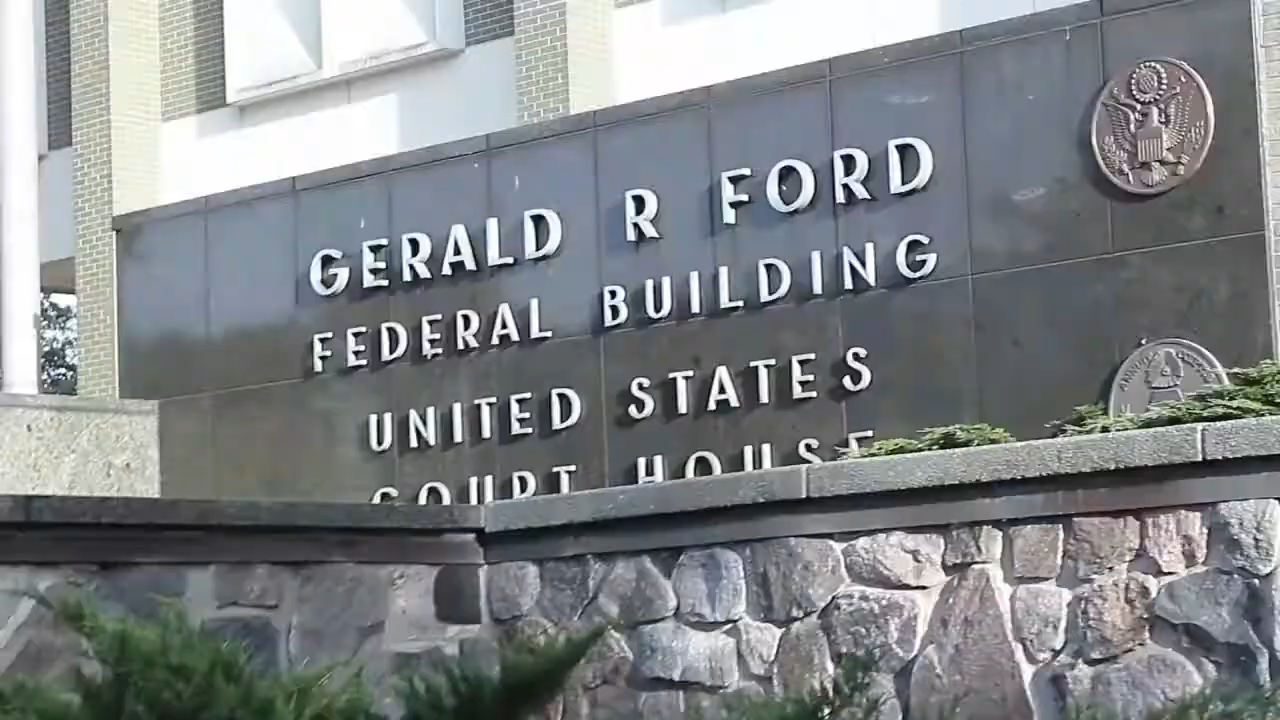 GERALD R FORD
FEDERAL BUILDING
UNITED STATES
COURT HOUSE